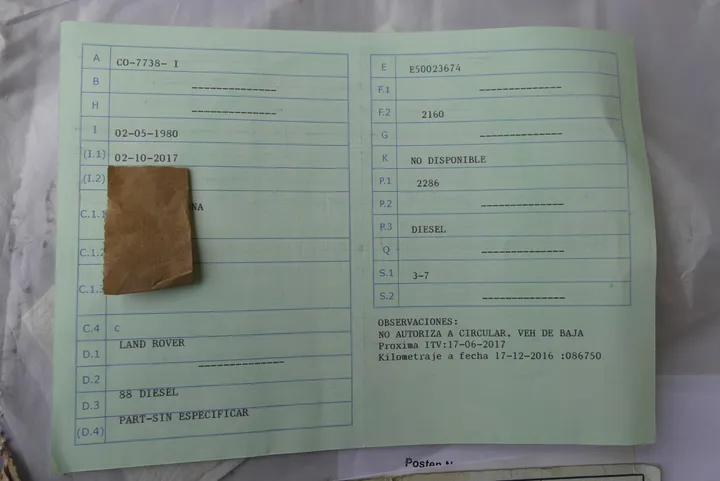 A CO-7738- I
B --------------
H --------------
I 02-05-1980
(I.1) 02-10-2017
(I.2)
C.1.1 NA
C.1.2
C.1.3
C.4 c
D.1 LAND ROVER
D.2 --------------
D.3 88 DIESEL
(D.4) PART-SIN ESPECIFICAR
E E50023674
F.1 --------------
F.2 2160
G --------------
K NO DISPONIBLE
P.1 2286
P.2 --------------
P.3 DIESEL
Q --------------
S.1 3-7
S.2 --------------
OBSERVACIONES:
NO AUTORIZA A CIRCULAR, VEH DE BAJA
Proxima ITV:17-06-2017
Kilometraje a fecha 17-12-2016 :086750